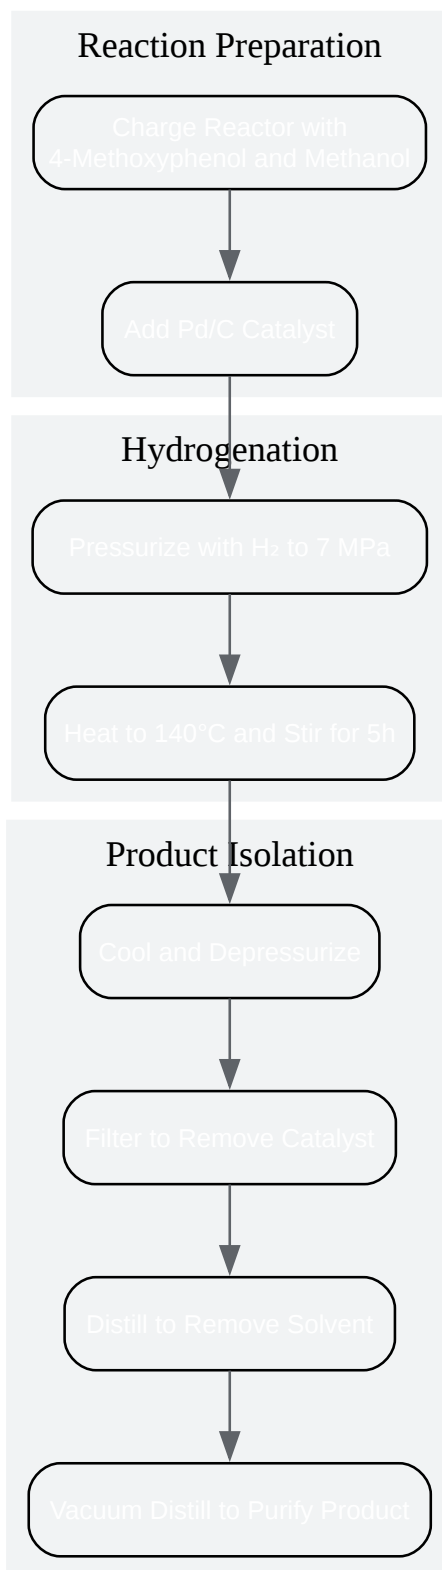 Reaction Preparation
Charge Reactor with
4-Methoxyphenol and Methanol
Add Pd/C Catalyst
Hydrogenation
Pressurize with H₂ to 7 MPa
Heat to 140°C and Stir for 5h
Product Isolation
Cool and Depressurize
Filter to Remove Catalyst
Distill to Remove Solvent
Vacuum Distill to Purify Product